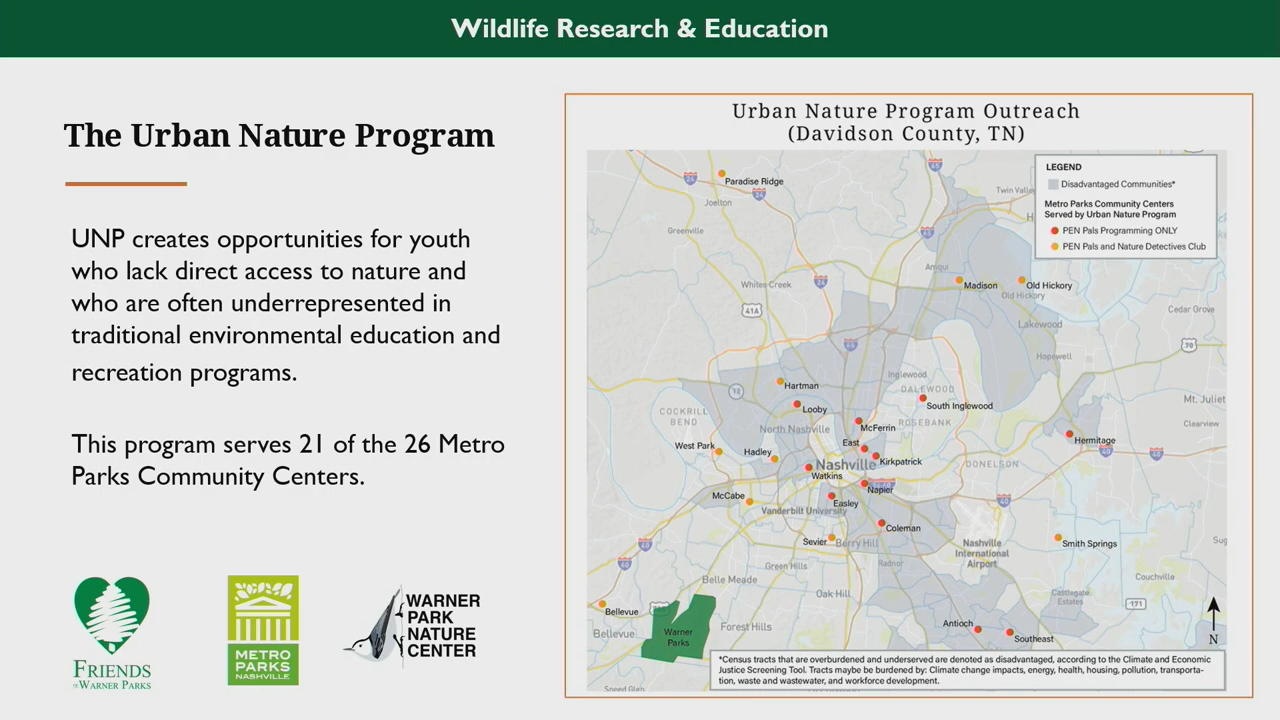 Wildlife Research & Education
The Urban Nature Program
UNP creates opportunities for youth
who lack direct access to nature and
who are often underrepresented in
traditional environmental education and
recreation programs.
This program serves 21 of the 26 Metro
Parks Community Centers.
FRIENDS
OF WARNER PARKS
METRO
PARKS
NASHVILLE
WARNER
PARK
NATURE
CENTER
Urban Nature Program Outreach
(Davidson County, TN)
LEGEND
Disadvantaged Communities*
Metro Parks Community Centers
Served by Urban Nature Program
PEN Pals Programming ONLY
PEN Pals and Nature Detectives Club
Paradise Ridge
Joelton
Greenville
Twin Valley
Whites Creek
41A
Amqui
Madison
Old Hickory
Old Hickory
Lakewood
Cedar Grove
Hopewell
70
Hartman
Inglewood
DALEWOOD
Looby
South Inglewood
COCKRILL
BEND
North Nashville
McFerrin
ROSEBANK
Mt. Juliet
Clearview
West Park
East
Hermitage
Hadley
Nashville
Kirkpatrick
DONELSON
Watkins
McCabe
Napier
Easley
Vanderbilt University
Coleman
Sevier
Berry Hill
Nashville
International
Airport
Smith Springs
Sug
Radnor
Green Hills
Belle Meade
Couchville
Oak Hill
Castlegate
Estates
171
Bellevue
Bellevue
Warner
Parks
Forest Hills
Antioch
Southeast
N
*Census tracts that are overburdened and underserved are denoted as disadvantaged, according to the Climate and Economic
Justice Screening Tool. Tracts maybe be burdened by: Climate change impacts, energy, health, housing, pollution, transporta-
tion, waste and wastewater, and workforce development.